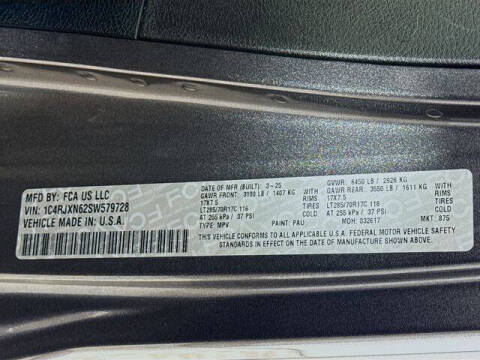 MFD BY: FCA US LLC
VIN: 1C4RJXN62SW579728
VEHICLE MADE IN: U.S.A.
DATE OF MFR (BUILT): 3-25
GAWR FRONT: 3100 LB / 1407 KG WITH
17X7.5 RIMS
LT285/70R17C 116 TIRES
AT 255 kPa / 37 PSI
TYPE: MPV PAINT: PAU
GVWR: 6450 LB / 2926 KG
GAWR REAR: 3550 LB / 1611 KG WITH
17X7.5 RIMS
LT285/70R17C 116 TIRES
AT 255 kPa / 37 PSI
MDH: 032617 MKT: 875
THIS VEHICLE CONFORMS TO ALL APPLICABLE U.S.A. FEDERAL MOTOR VEHICLE SAFETY
STANDARDS IN EFFECT ON THE DATE OF MANUFACTURE SHOWN ABOVE.